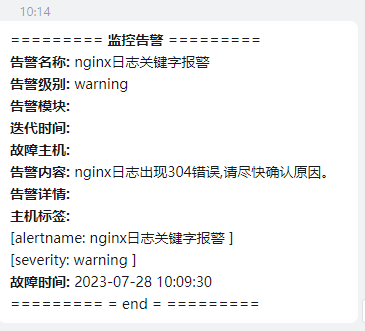 10:14
========= 监控告警 =========
告警名称: nginx日志关键字报警
告警级别: warning
告警模块:
迭代时间:
故障主机:
告警内容: nginx日志出现304错误,请尽快确认原因。
告警详情:
主机标签:
[alertname: nginx日志关键字报警 ]
[severity: warning ]
故障时间: 2023-07-28 10:09:30
========= = end = =========